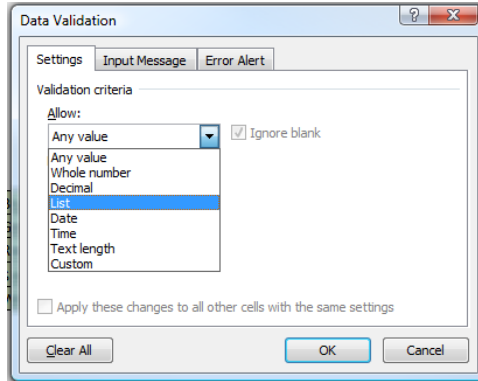 Data Validation
Settings Input Message Error Alert
Validation criteria
Allow:
Any value Ignore blank
Any value
Whole number
Decimal
List
Date
Time
Text length
Custom
Apply these changes to all other cells with the same settings
Clear All OK Cancel